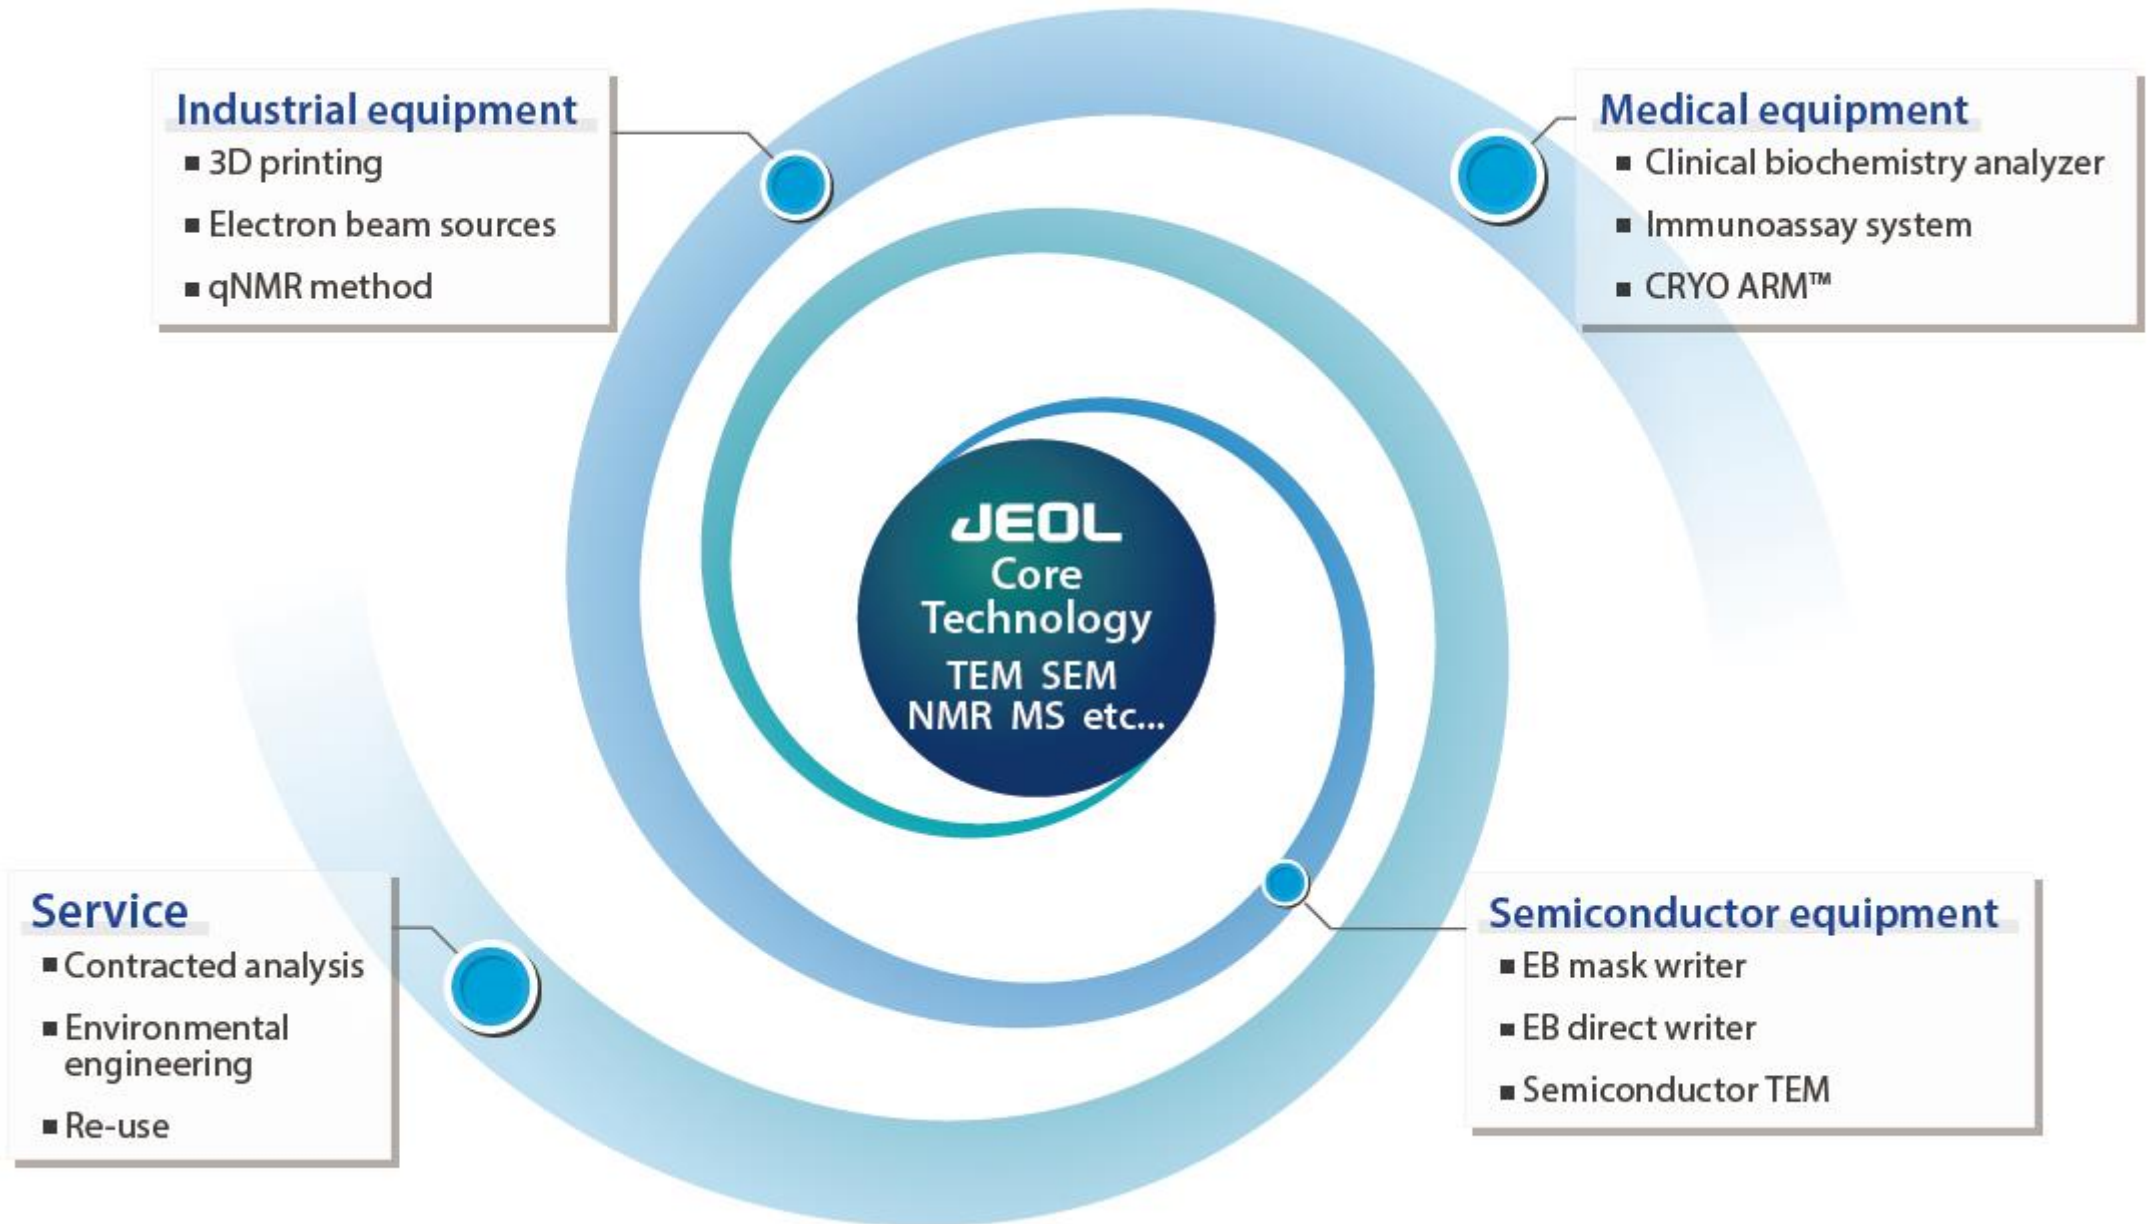 Industrial equipment
▪ 3D printing
▪ Electron beam sources
▪ qNMR method
Medical equipment
▪ Clinical biochemistry analyzer
▪ Immunoassay system
▪ CRYO ARM™
JEOL
Core
Technology
TEM SEM
NMR MS etc...
Service
▪ Contracted analysis
▪ Environmental
engineering
▪ Re-use
Semiconductor equipment
▪ EB mask writer
▪ EB direct writer
▪ Semiconductor TEM